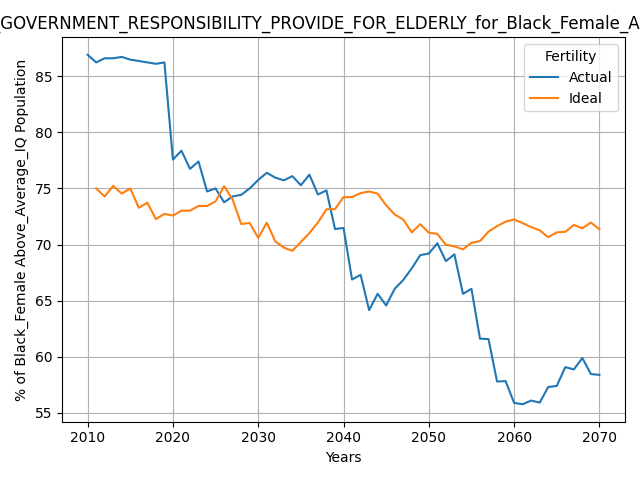 _GOVERNMENT_RESPONSIBILITY_PROVIDE_FOR_ELDERLY_for_Black_Female_A
% of Black_Female Above_Average_IQ Population
85
80
75
70
65
60
55
Fertility
Actual
Ideal
2010 2020 2030 2040 2050 2060 2070
Years